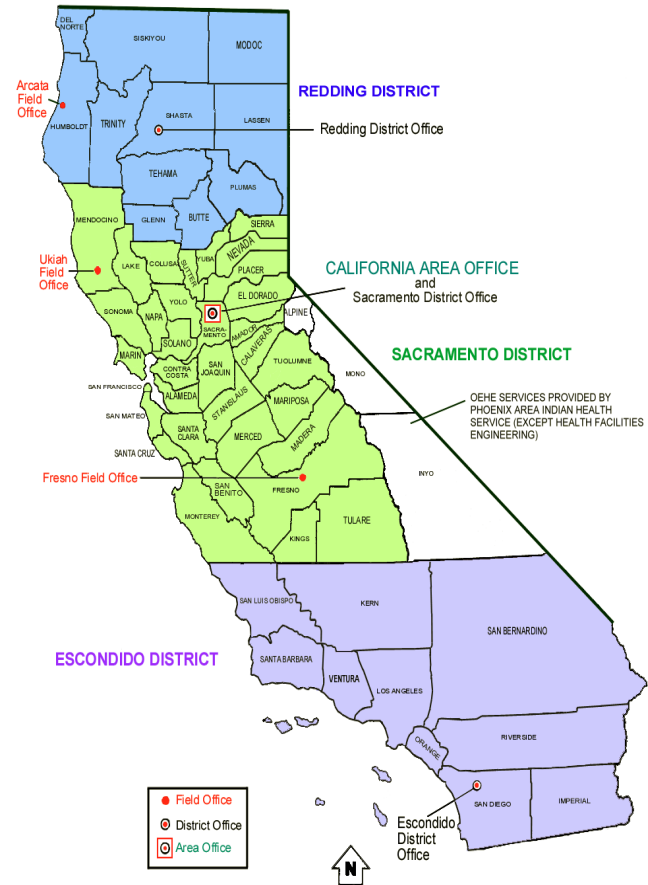 DEL
NORTE
SISKIYOU
MODOC
REDDING DISTRICT
Arcata
Field
Office
HUMBOLDT
TRINITY
SHASTA
LASSEN
Redding District Office
TEHAMA
PLUMAS
GLENN
BUTTE
MENDOCINO
SIERRA
NEVADA
YUBA
SUTTER
COLUSA
LAKE
PLACER
Ukiah
Field
Office
CALIFORNIA AREA OFFICE
and
Sacramento District Office
EL DORADO
ALPINE
YOLO
SONOMA
NAPA
SACRA-
MENTO
AMADOR
SOLANO
CALAVERAS
MARIN
SACRAMENTO DISTRICT
TUOLUMNE
SAN
JOAQUIN
CONTRA
COSTA
MONO
SAN FRANCISCO
ALAMEDA
STANISLAUS
MARIPOSA
OEHE SERVICES PROVIDED BY
PHOENIX AREA INDIAN HEALTH
SERVICE (EXCEPT HEALTH FACILITIES
ENGINEERING)
SAN MATEO
SANTA
CLARA
MERCED
MADERA
SANTA CRUZ
INYO
Fresno Field Office
SAN
BENITO
FRESNO
MONTEREY
KINGS
TULARE
SAN LUIS OBISPO
KERN
SAN BERNARDINO
ESCONDIDO DISTRICT
SANTA BARBARA
VENTURA
LOS ANGELES
ORANGE
RIVERSIDE
SAN DIEGO
IMPERIAL
Escondido
District
Office
Field Office
District Office
Area Office
N